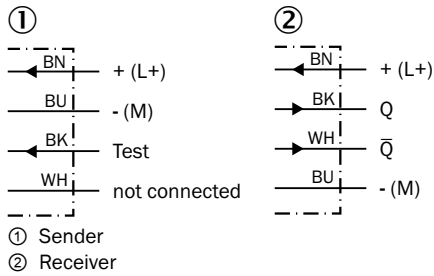 ① ②
BN + (L+) BN + (L+)
BU - (M) BK Q
BK Test WH Q̅
WH not connected BU - (M)
① Sender
② Receiver